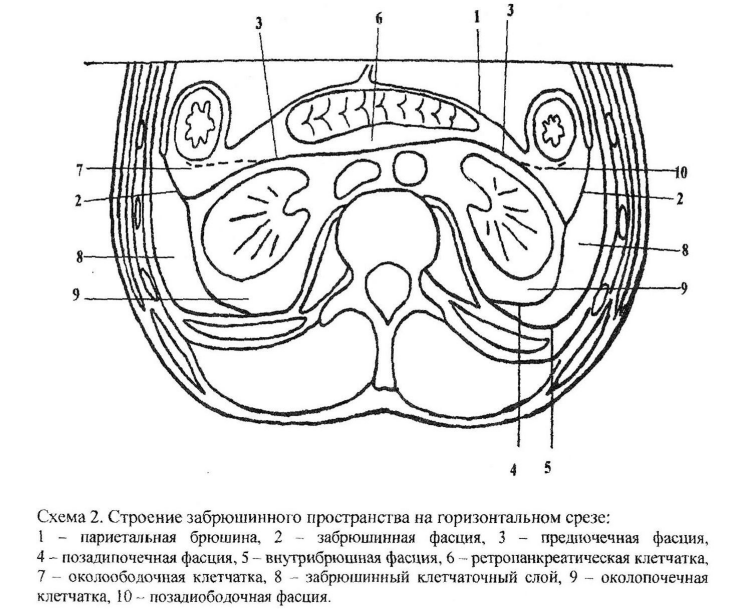 3 6 1 3
7 10
2 2
8 8
9 9
4 5
Схема 2. Строение забрюшинного пространства на горизонтальном срезе:
1 – париетальная брюшина, 2 – забрюшинная фасция, 3 – предпочечная фасция,
4 – позадипочечная фасция, 5 – внутрибрюшная фасция, 6 – ретропанкреатическая клетчатка,
7 – околоободочная клетчатка, 8 – забрюшинный клетчаточный слой, 9 – околопочечная
клетчатка, 10 – позадиободочная фасция.